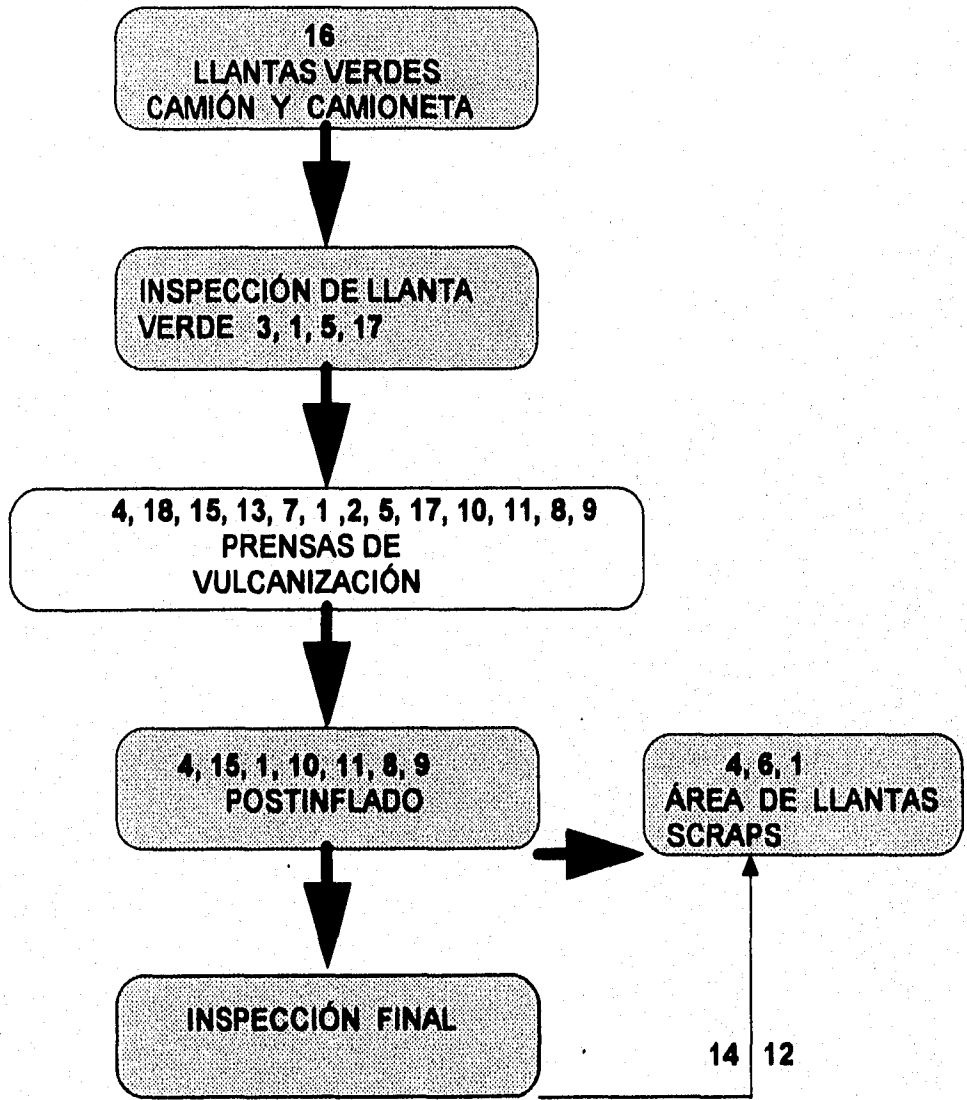 16
LLANTAS VERDES
CAMIÓN Y CAMIONETA
INSPECCIÓN DE LLANTA
VERDE 3, 1, 5, 17
4, 18, 15, 13, 7, 1 ,2, 5, 17, 10, 11, 8, 9
PRENSAS DE
VULCANIZACIÓN
4, 15, 1, 10, 11, 8, 9
POSTINFLADO
4, 6, 1
ÁREA DE LLANTAS
SCRAPS
INSPECCIÓN FINAL
14 12